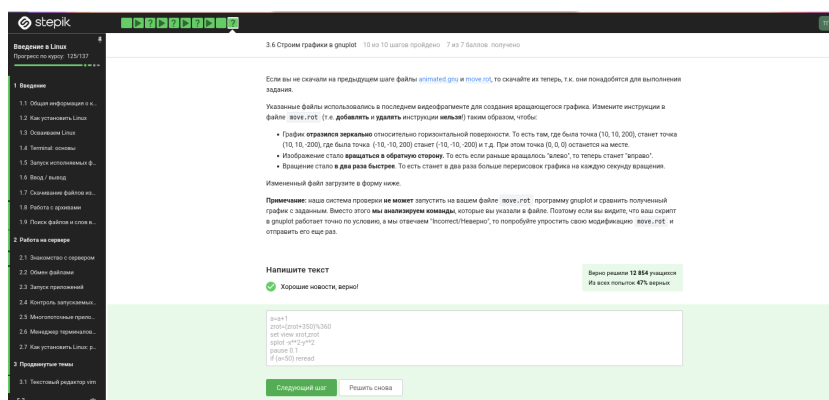 stepik
Введение в Linux
Прогресс по курсу: 125/137
1 Введение
1.1 Общая информация о к...
1.2 Как установить Linux
1.3 Осваиваем Linux
1.4 Terminal: основы
1.5 Запуск исполняемых ф...
1.6 Ввод / вывод
1.7 Скачивание файлов из...
1.8 Работа с архивами
1.9 Поиск файлов и слов в...
2 Работа на сервере
2.1 Знакомство с сервером
2.2 Обмен файлами
2.3 Запуск приложений
2.4 Контроль запускаемых...
2.5 Многопоточные прило...
2.6 Менеджер терминалов...
2.7 Как установить Linux: р...
3 Продвинутые темы
3.1 Текстовый редактор vim
3.6 Строим графики в gnuplot 10 из 10 шагов пройдено 7 из 7 баллов получено
Если вы не скачали на предыдущем шаге файлы animated.gnu и move.rot, то скачайте их теперь, т.к. они понадобятся для выполнения
задания.
Указанные файлы использовались в последнем видеофрагменте для создания вращающегося графика. Измените инструкции в
файле move.rot (т.е. добавлять и удалять инструкции нельзя!) таким образом, чтобы:
• График отразился зеркально относительно горизонтальной поверхности. То есть там, где была точка (10, 10, 200), станет точка
(10, 10, -200), где была точка (-10, -10, 200) станет (-10, -10, -200) и т.д. При этом точка (0, 0, 0) останется на месте.
• Изображение стало вращаться в обратную сторону. То есть если раньше вращалось "влево", то теперь станет "вправо".
• Вращение стало в два раза быстрее. То есть станет в два раза больше перерисовок графика на каждую секунду вращения.
Измененный файл загрузите в форму ниже.
Примечание: наша система проверки не может запустить на вашем файле move.rot программу gnuplot и сравнить полученный
график с заданным. Вместо этого мы анализируем команды, которые вы указали в файле. Поэтому если вы видите, что ваш скрипт
в gnuplot работает точно по условию, а мы отвечаем "Incorrect/Неверно", то попробуйте упростить свою модификацию move.rot и
отправить его еще раз.
Напишите текст
Хорошие новости, верно!
Верно решили 12 854 учащихся
Из всех попыток 47% верных
a=a+1
zrot=(zrot+350)%360
set view xrot,zrot
splot -x**2-y**2
pause 0.1
if (a<50) reread
Следующий шаг Решить снова